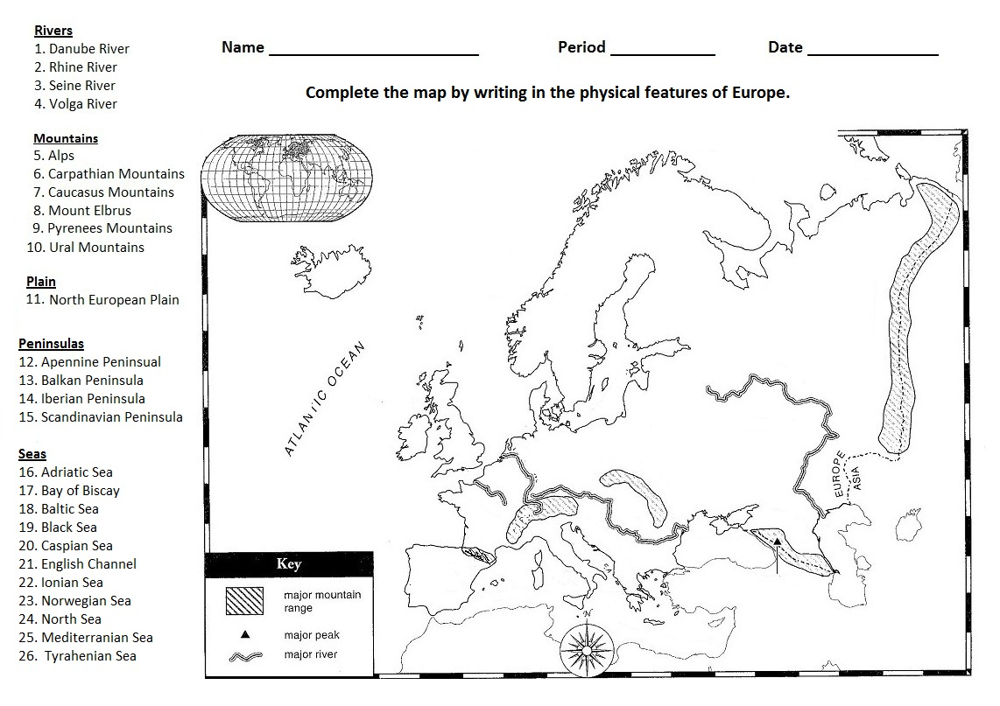 Rivers
1. Danube River
2. Rhine River
3. Seine River
4. Volga River
Mountains
5. Alps
6. Carpathian Mountains
7. Caucasus Mountains
8. Mount Elbrus
9. Pyrenees Mountains
10. Ural Mountains
Plain
11. North European Plain
Peninsulas
12. Apennine Peninsual
13. Balkan Peninsula
14. Iberian Peninsula
15. Scandinavian Peninsula
Seas
16. Adriatic Sea
17. Bay of Biscay
18. Baltic Sea
19. Black Sea
20. Caspian Sea
21. English Channel
22. Ionian Sea
23. Norwegian Sea
24. North Sea
25. Mediterranian Sea
26. Tyrahenian Sea
Name ____________ Period ____________ Date ____________
Complete the map by writing in the physical features of Europe.
ATLANTIC OCEAN
EUROPE
ASIA
Key
major mountain
range
major peak
major river
N